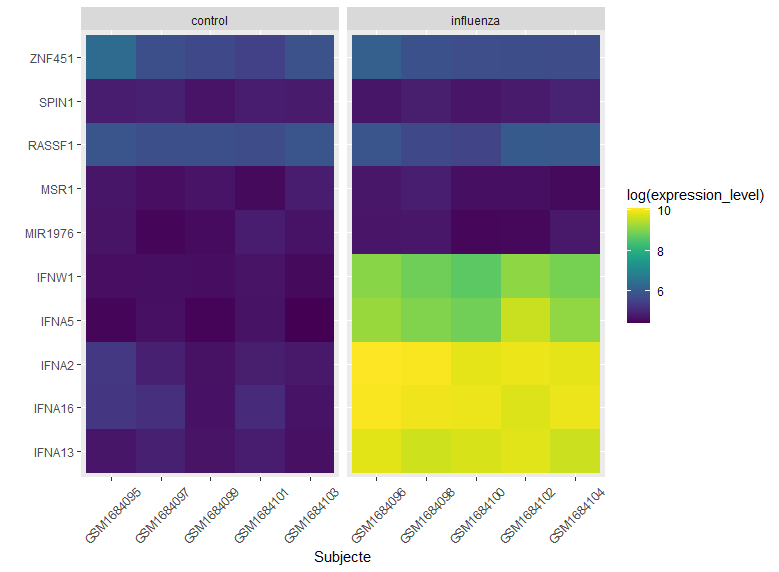 control
influenza
ZNF451
SPIN1
RASSF1
MSR1
MIR1976
IFNW1
IFNA5
IFNA2
IFNA16
IFNA13
GSM1684095
GSM1684097
GSM1684099
GSM1684101
GSM1684103
GSM1684096
GSM1684098
GSM1684100
GSM1684102
GSM1684104
Subjecte
log(expression_level)
10
8
6